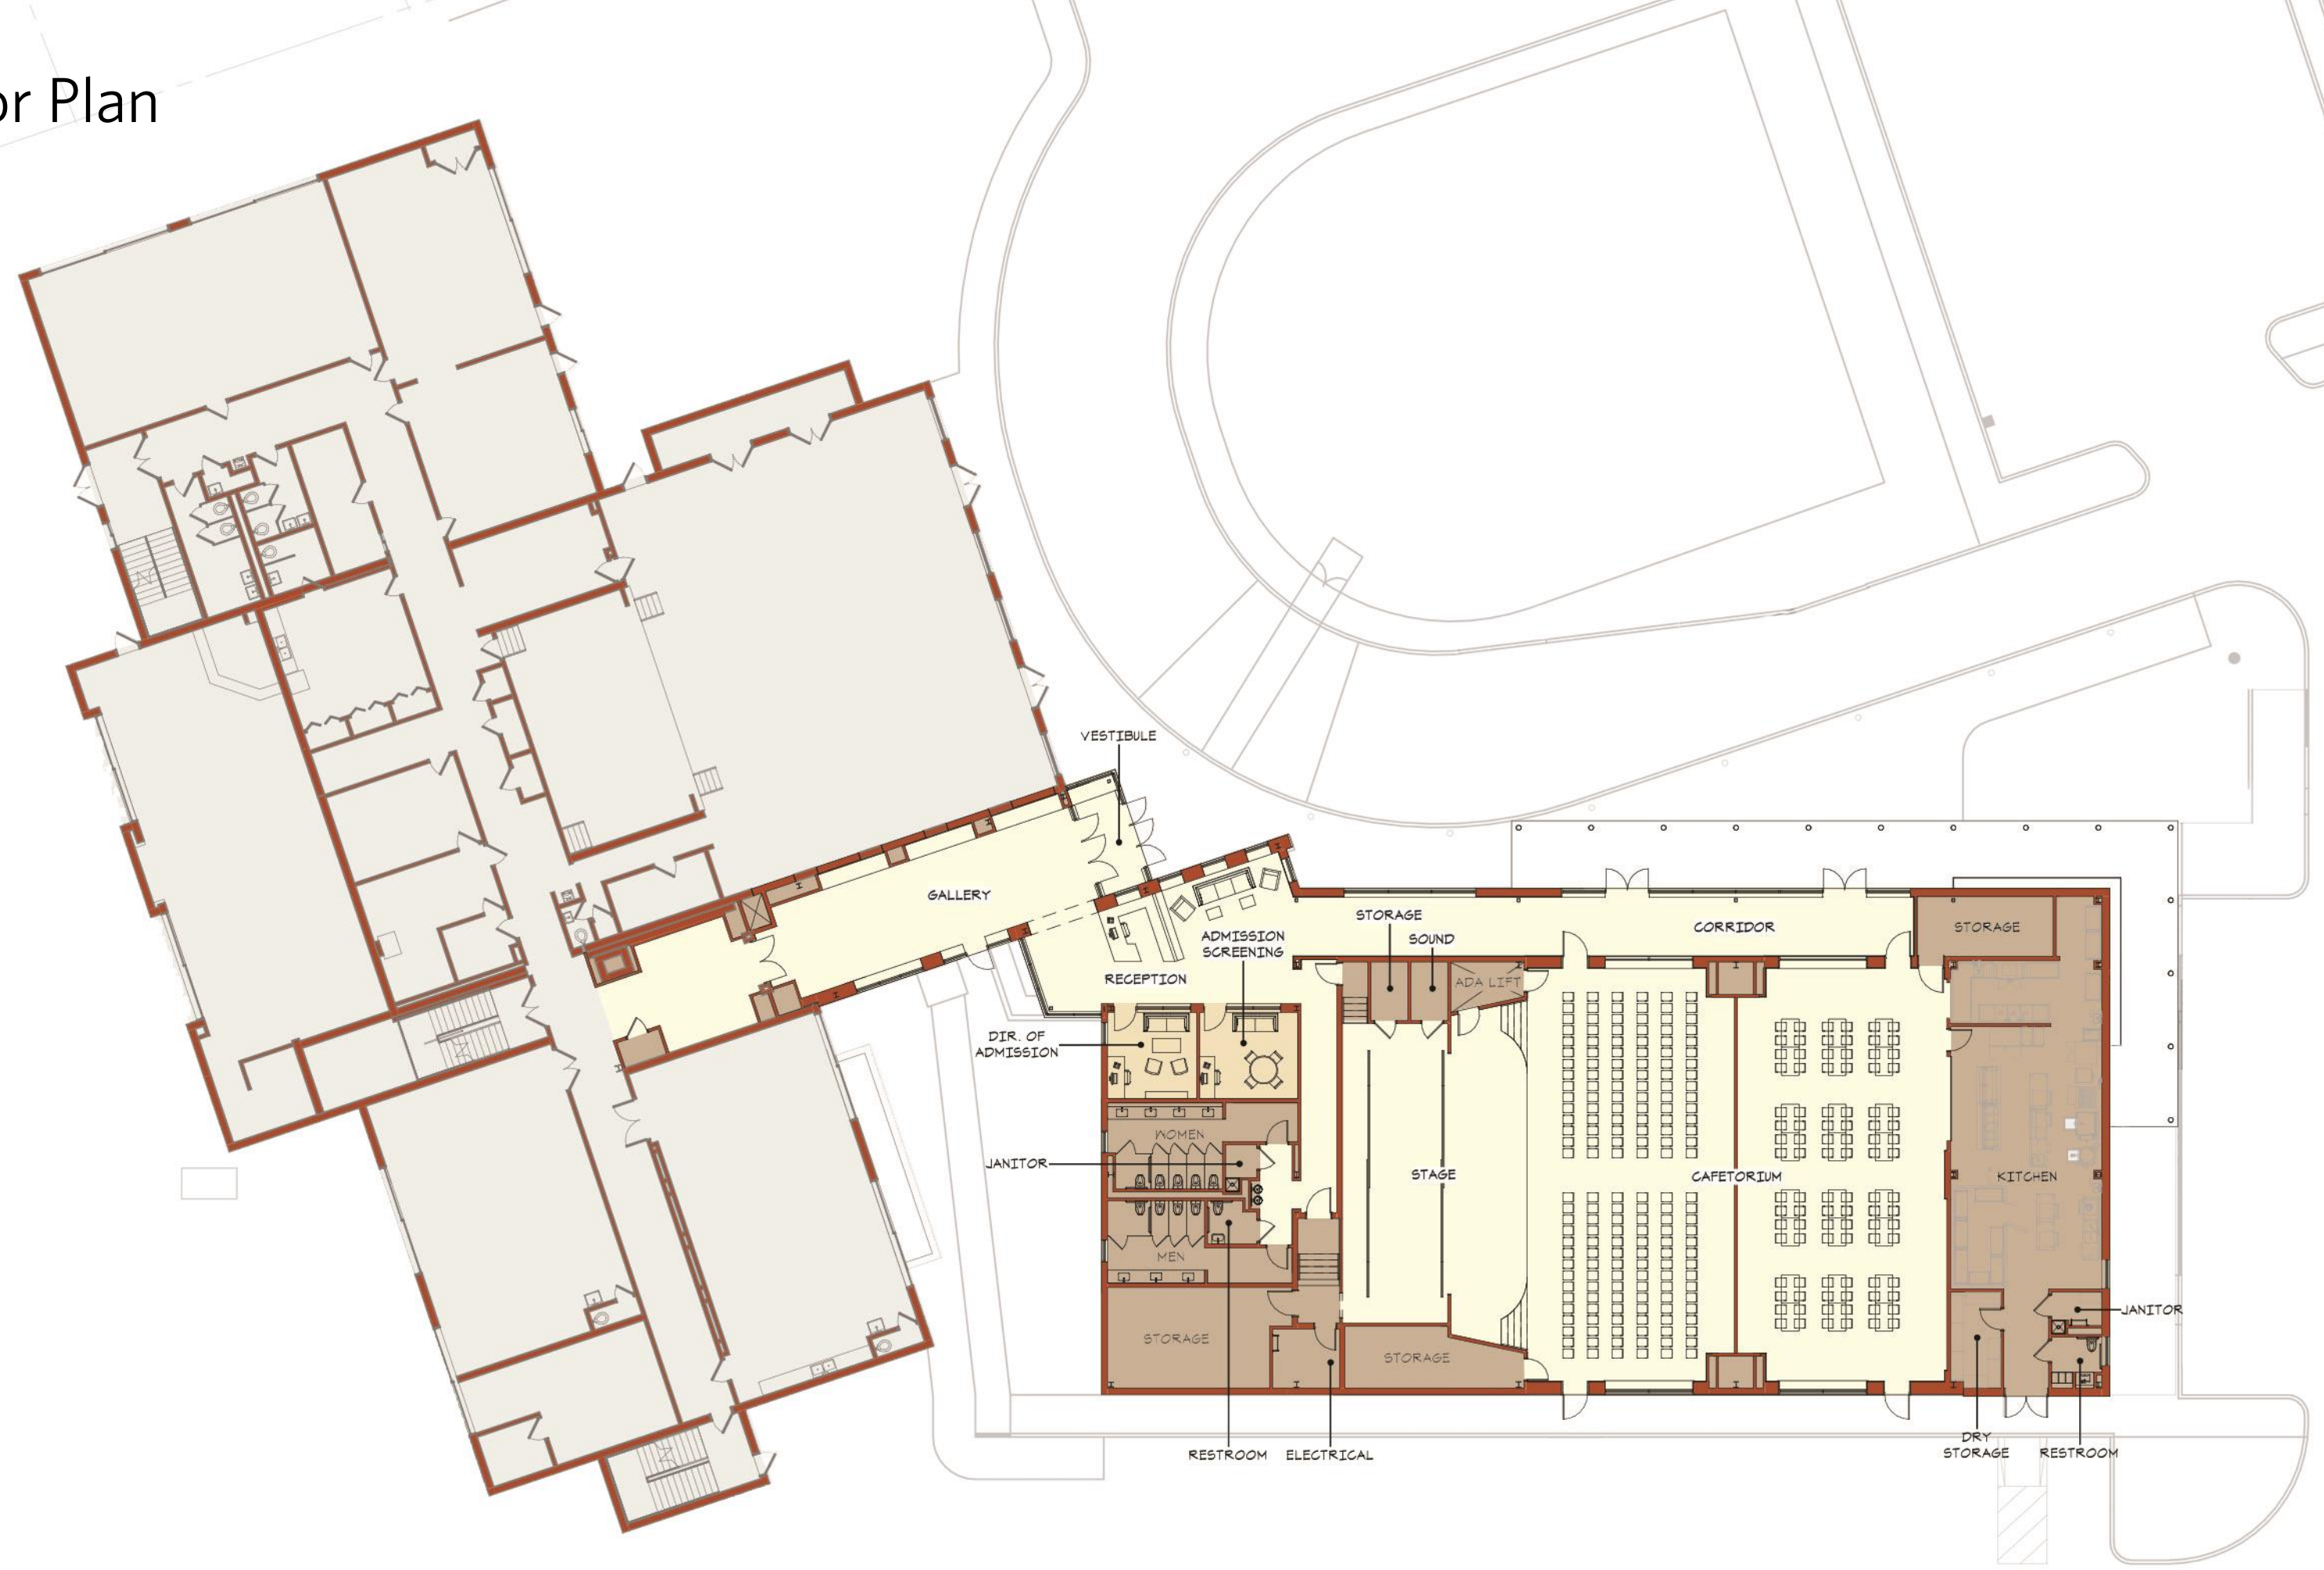 or Plan
VESTIBULE
GALLERY
STORAGE
SOUND
CORRIDOR
STORAGE
ADMISSION
SCREENING
RECEPTION
ADA LIFT
DIR. OF
ADMISSION
WOMEN
JANITOR
STAGE
CAFETORIUM
KITCHEN
MEN
JANITOR
STORAGE
STORAGE
RESTROOM
ELECTRICAL
DRY
STORAGE
RESTROOM